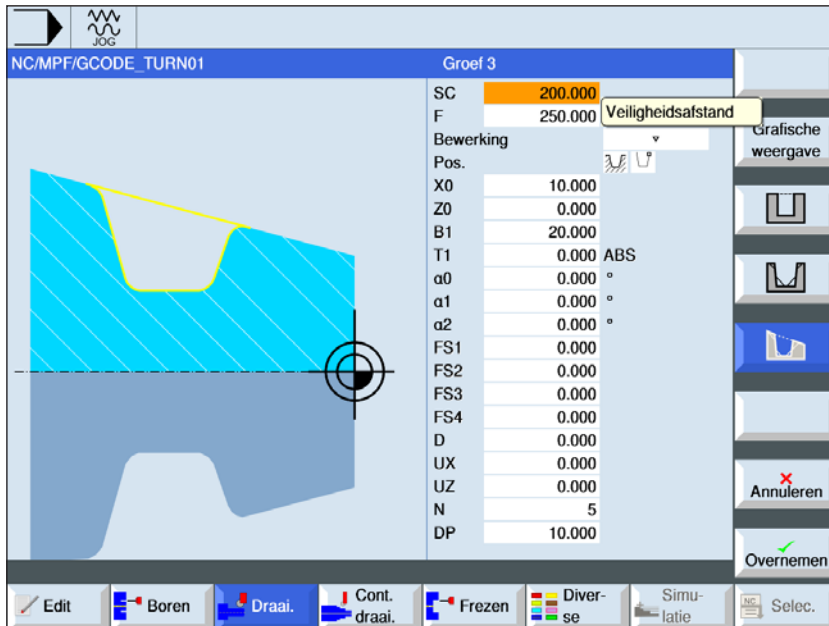 JOG
NC/MPF/GCODE_TURN01
Groef 3
SC 200.000
Veiligheidsafstand
F 250.000
Grafische
weergave
Bewerking
Pos.
X0 10.000
Z0 0.000
B1 20.000
T1 0.000 ABS
α0 0.000 °
α1 0.000 °
α2 0.000 °
FS1 0.000
FS2 0.000
FS3 0.000
FS4 0.000
D 0.000
UX 0.000
UZ 0.000
N 5
DP 10.000
Annuleren
Overnemen
Edit
Boren
Draai.
Cont.
draai.
Frezen
Diver-
se
Simu-
latie
NC
Selec.